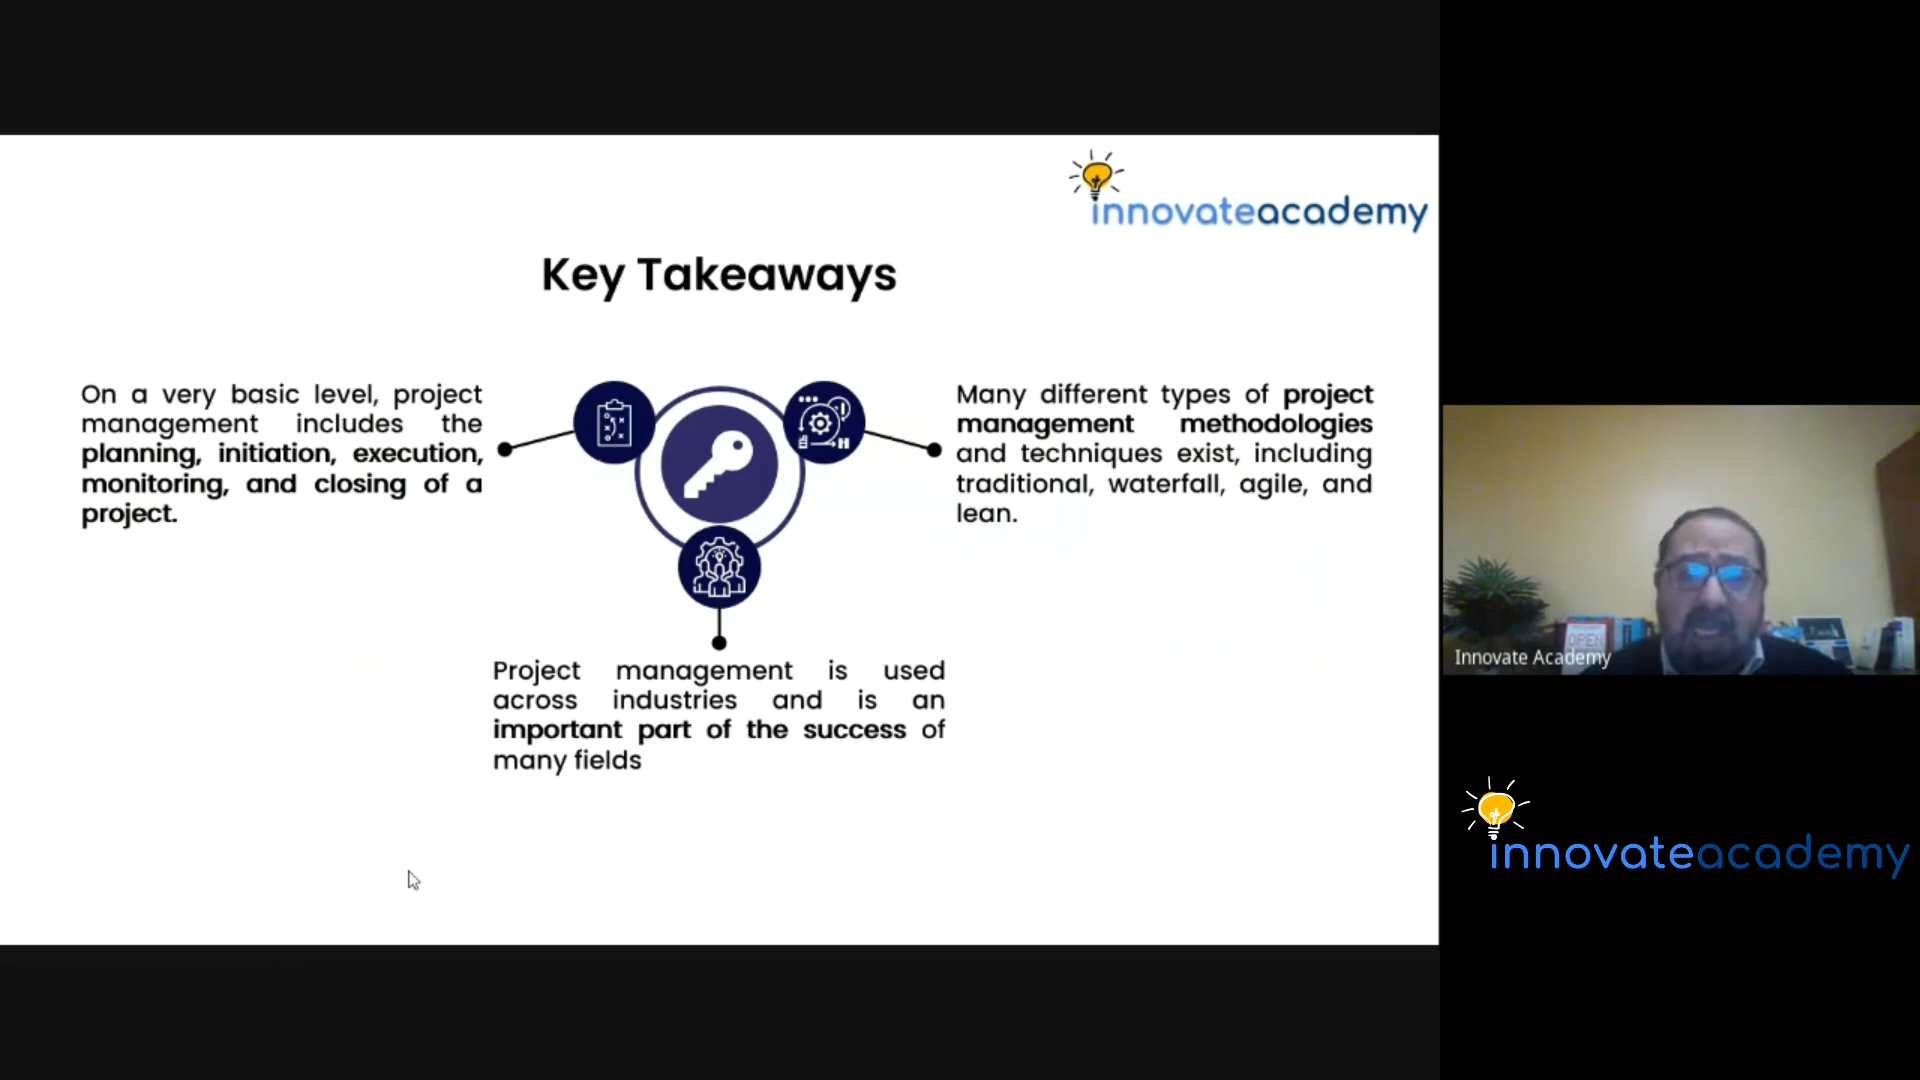 innovateacademy
Key Takeaways
On a very basic level, project
management includes the
planning, initiation, execution,
monitoring, and closing of a
project.
Many different types of project
management methodologies
and techniques exist, including
traditional, waterfall, agile, and
lean.
Project management is used
across industries and is an
important part of the success of
many fields
OPEN
Innovate Academy
innovateacademy